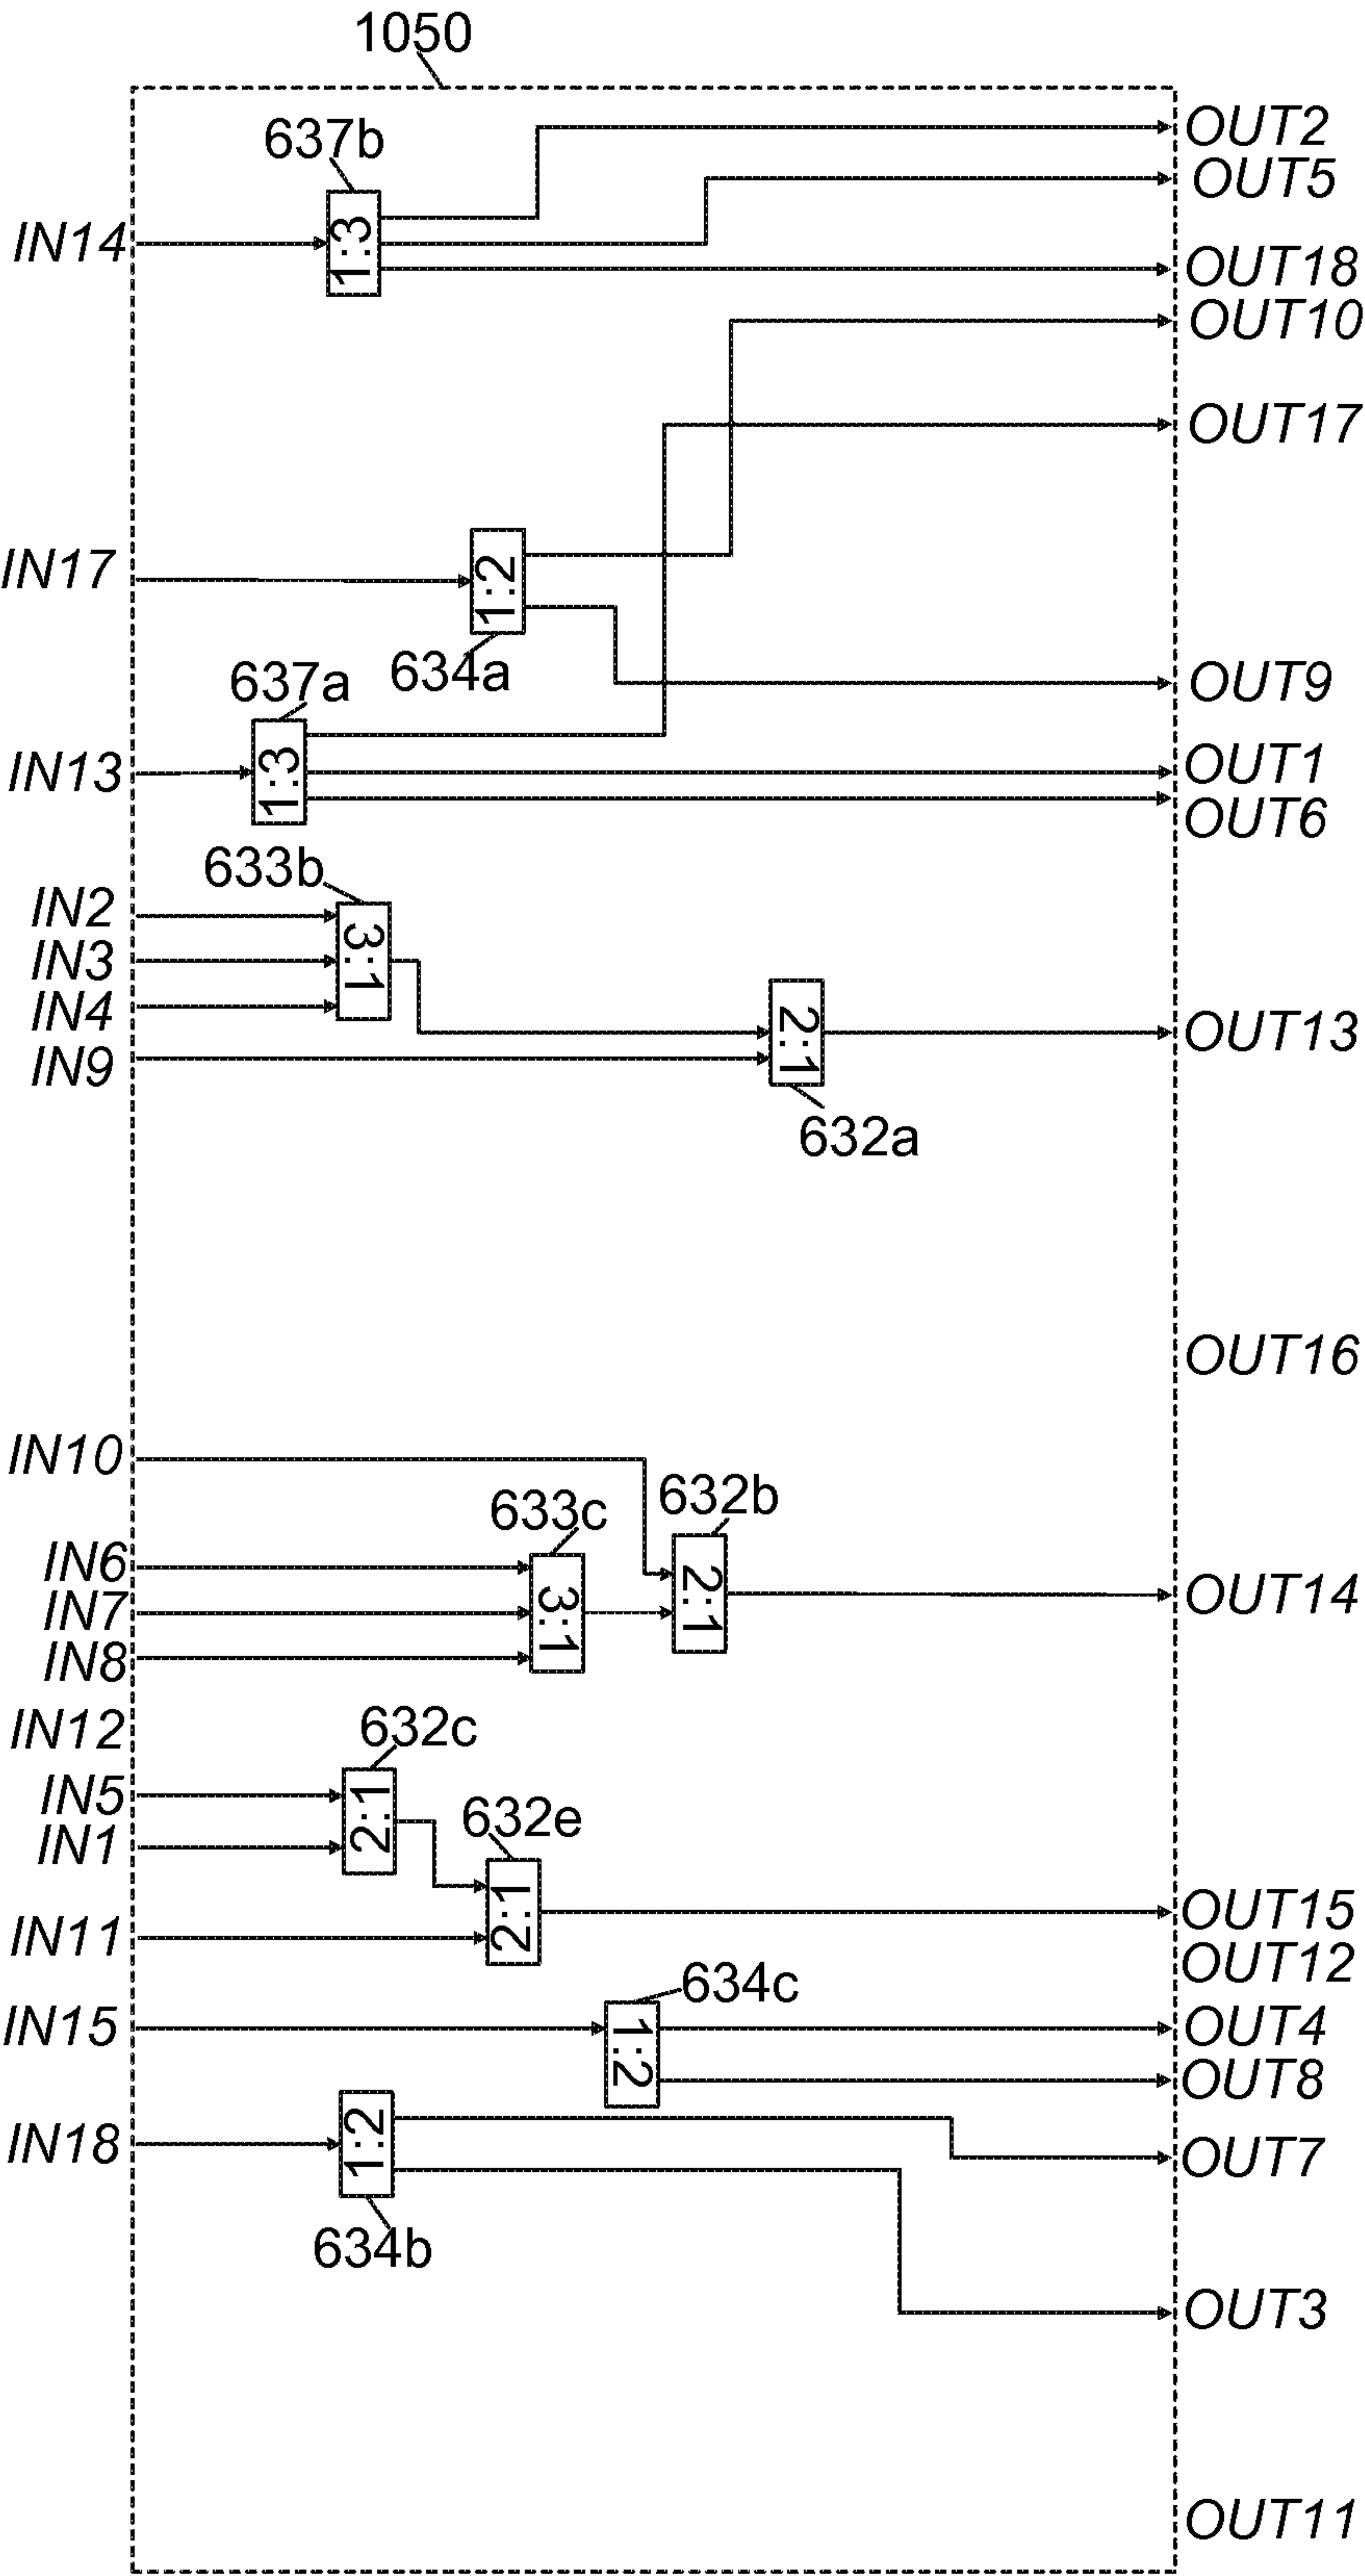 1050
637b
OUT2
OUT5
IN14
1:3
OUT18
OUT10
OUT17
IN17
1:2
634a
637a
OUT9
IN13
1:3
OUT1
OUT6
633b
IN2
IN3
3:1
IN4
IN9
2:1
OUT13
632a
OUT16
IN10
632b
633c
IN6
IN7
3:1
2:1
OUT14
IN8
IN12
632c
IN5
2:1
IN1
632e
IN11
2:1
OUT15
OUT12
634c
IN15
1:2
OUT4
OUT8
IN18
1:2
OUT7
634b
OUT3
OUT11